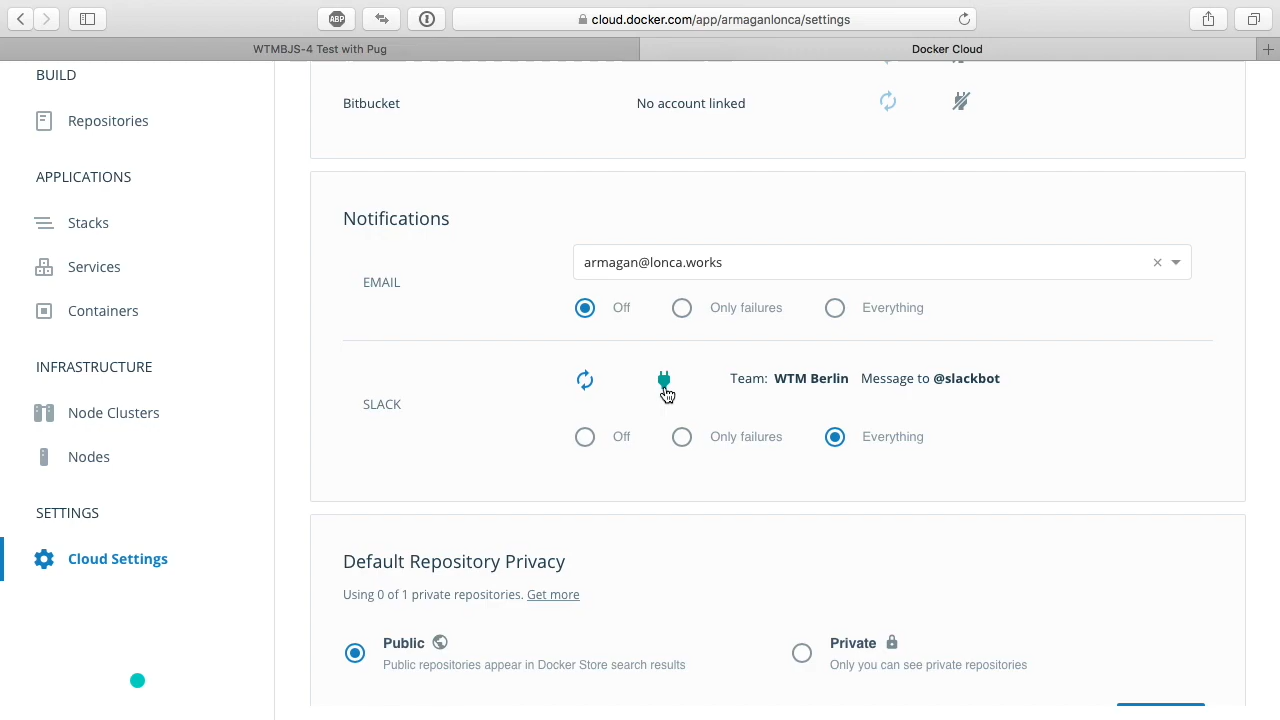 ABP
cloud.docker.com/app/armaganlonca/settings
WTMBJS-4 Test with Pug
Docker Cloud
BUILD
Repositories
APPLICATIONS
Stacks
Services
Containers
INFRASTRUCTURE
Node Clusters
Nodes
SETTINGS
Cloud Settings
Bitbucket No account linked
Notifications
EMAIL
armagan@lonca.works
Off Only failures Everything
SLACK
Team: WTM Berlin Message to @slackbot
Off Only failures Everything
Default Repository Privacy
Using 0 of 1 private repositories. Get more
Public
Public repositories appear in Docker Store search results
Private
Only you can see private repositories